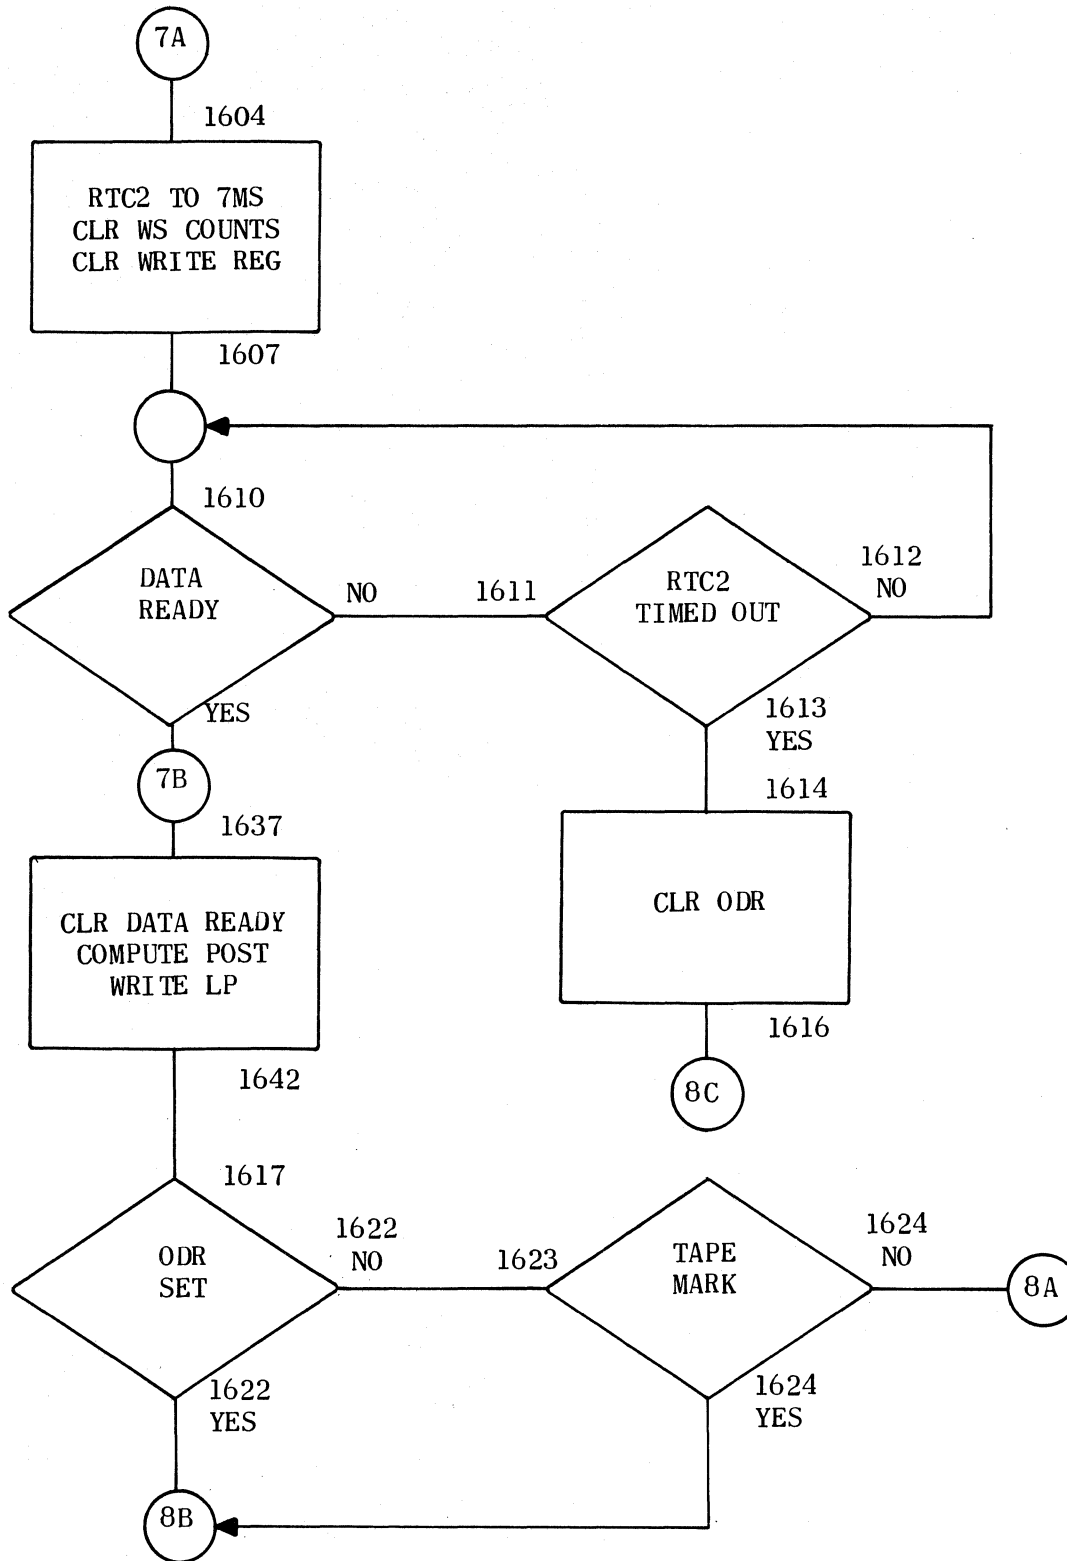 7A
1604
RTC2 TO 7MS
CLR WS COUNTS
CLR WRITE REG
1607
1610
DATA
READY
NO
1611
RTC2
TIMED OUT
1612
NO
YES
1613
YES
7B
1614
1637
CLR DATA READY
COMPUTE POST
WRITE LP
CLR ODR
1642
1616
8C
1617
ODR
SET
1622
NO
1623
TAPE
MARK
1624
NO
8A
1622
YES
1624
YES
8B